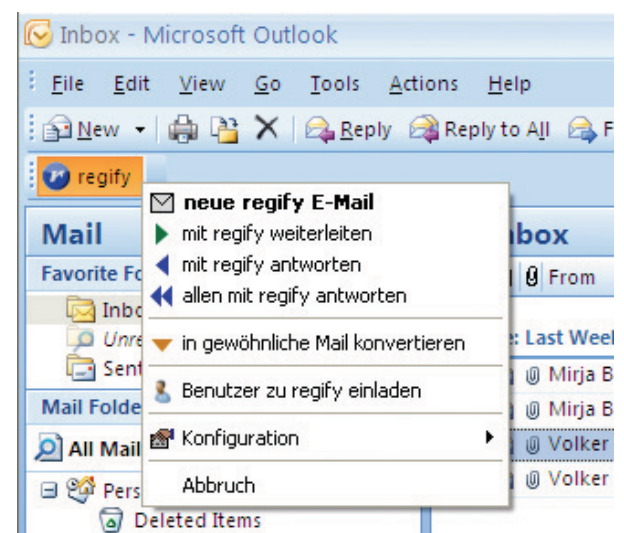 Inbox - Microsoft Outlook
File Edit View Go Tools Actions Help
New Reply Reply to All F
regify
neue regify E-Mail
mit regify weiterleiten
mit regify antworten
allen mit regify antworten
in gewöhnliche Mail konvertieren
Benutzer zu regify einladen
Konfiguration
Abbruch
Mail
Favorite Fo
Inbo
Unre
Sent
Mail Folde
All Mail
Pers
Deleted Items
nbox
From
e: Last Week
Mirja B
Mirja B
Volker
Volker